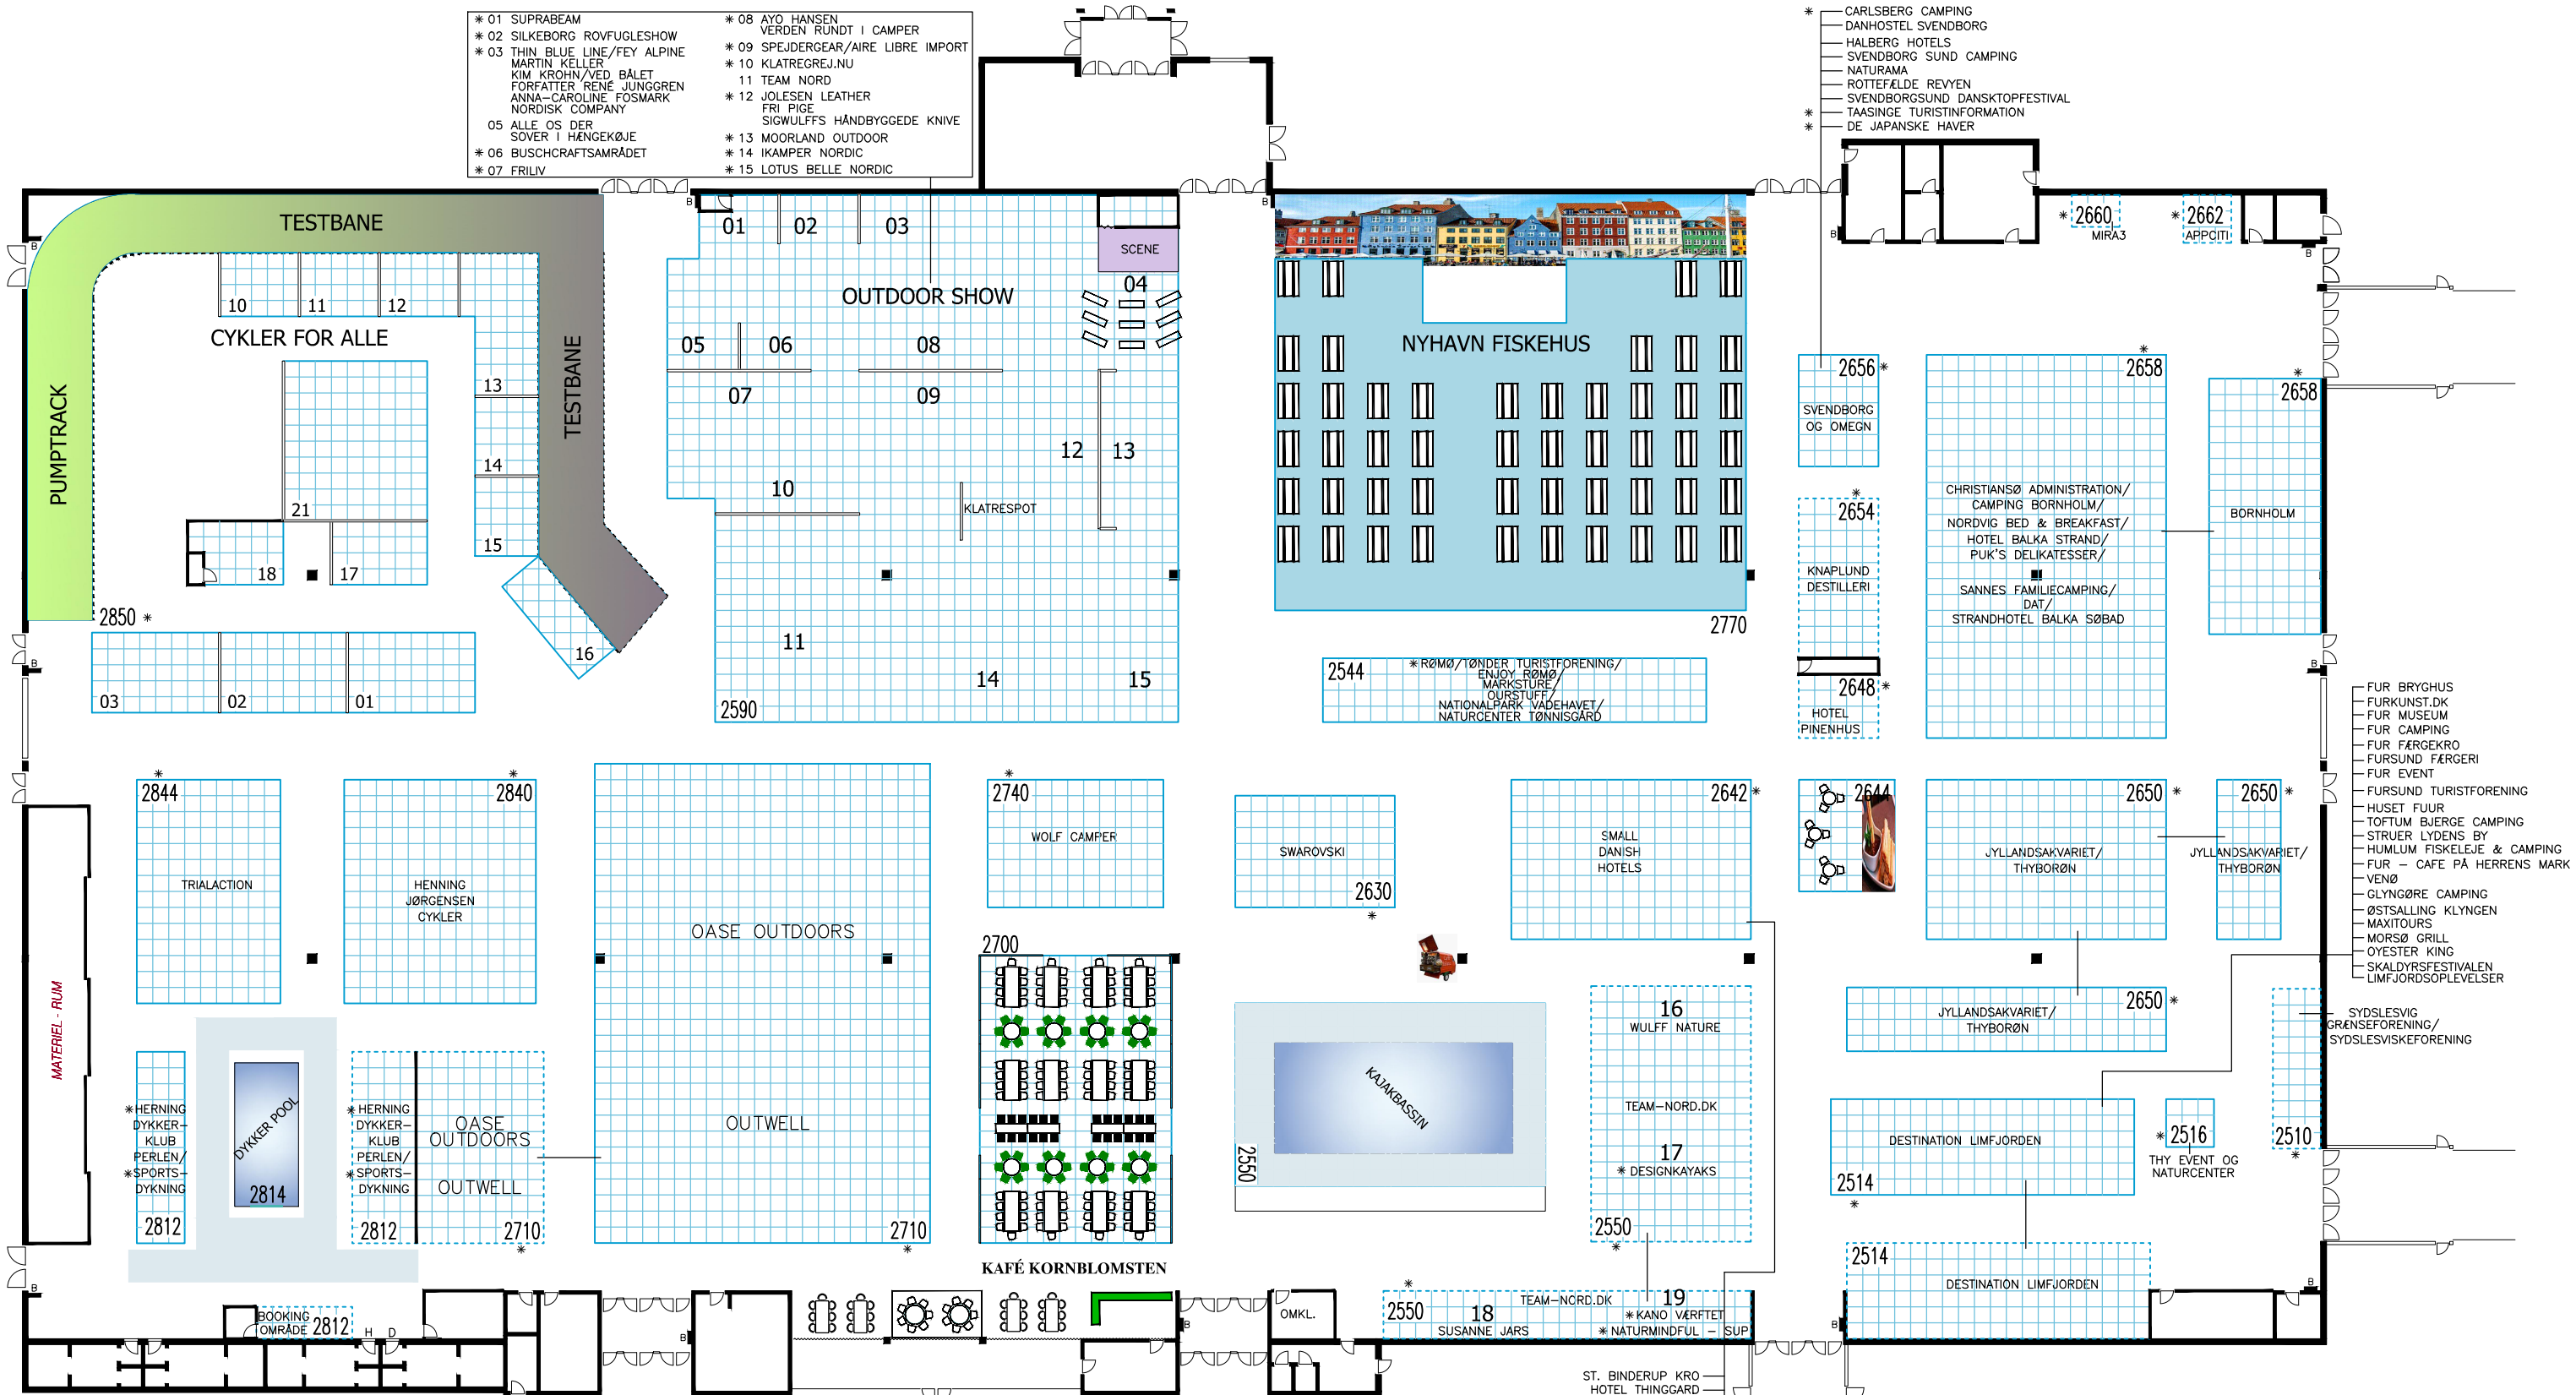 * 01 SUPRABEAM
* 02 SILKEBORG ROVFUGLESHOW
* 03 THIN BLUE LINE/FEY ALPINE
MARTIN KELLER
KIM KROHN/VED BÅLET
FORFATTER RENÉ JUNGGREN
ANNA-CAROLINE FOSMARK
NORDISK COMPANY
05 ALLE OS DER
SOVER I HÆNGEKØJE
* 06 BUSCHCRAFTSAMRÅDET
* 07 FRILIV
* 08 AYO HANSEN
VERDEN RUNDT I CAMPER
* 09 SPEJDERGEAR/AIRE LIBRE IMPORT
* 10 KLATREGREJ.NU
11 TEAM NORD
* 12 JOLESEN LEATHER
FRI PIGE
SIGWULFFS HÅNDBYGGEDE KNIVE
* 13 MOORLAND OUTDOOR
* 14 IKAMPER NORDIC
* 15 LOTUS BELLE NORDIC
* CARLSBERG CAMPING
DANHOSTEL SVENDBORG
HALBERG HOTELS
SVENDBORG SUND CAMPING
NATURAMA
ROTTEFÆLDE REVYEN
SVENDBORGSUND DANSKTOPFESTIVAL
* TAASINGE TURISTINFORMATION
* DE JAPANSKE HAVER
TESTBANE
PUMPTRACK
TESTBANE
10
11
12
CYKLER FOR ALLE
13
14
15
16
21
18
17
2850 *
03
02
01
B
B
B
01
02
03
SCENE
04
OUTDOOR SHOW
05
06
08
07
09
12
13
10
KLATRESPOT
11
14
15
2590
B
NYHAVN FISKEHUS
2770
2544
* RØMØ/TØNDER TURISTFORENING/
ENJOY RØMØ/
MARKSTURE/
OURSTUFF/
NATIONALPARK VADEHAVET/
NATURCENTER TØNNISGÅRD
B
* 2660
MIRA3
* 2662
APPCITI
B
2656 *
SVENDBORG
OG OMEGN
*
2654
KNAPLUND
DESTILLERI
2648 *
HOTEL
PINENHUS
*
2658
CHRISTIANSØ ADMINISTRATION/
CAMPING BORNHOLM/
NORDVIG BED & BREAKFAST/
HOTEL BALKA STRAND/
PUK'S DELIKATESSER/
SANNES FAMILIECAMPING/
DAT/
STRANDHOTEL BALKA SØBAD
*
2658
BORNHOLM
B
FUR BRYGHUS
FURKUNST.DK
FUR MUSEUM
FUR CAMPING
FUR FÆRGEKRO
FURSUND FÆRGERI
FUR EVENT
FURSUND TURISTFORENING
HUSET FUUR
TOFTUM BJERGE CAMPING
STRUER LYDENS BY
HUMLUM FISKELEJE & CAMPING
FUR - CAFE PÅ HERRENS MARK
VENØ
GLYNGØRE CAMPING
ØSTSALLING KLYNGEN
MAXITOURS
MORSØ GRILL
OYESTER KING
SKALDYRSFESTIVALEN
LIMFJORDSOPLEVELSER
MATERIEL - RUM
*
2844
TRIALACTION
*
2840
HENNING
JØRGENSEN
CYKLER
OASE OUTDOORS
OUTWELL
2710
*
*
2740
WOLF CAMPER
SWAROVSKI
2630
*
2642 *
SMALL
DANISH
HOTELS
2644
2650 *
JYLLANDSAKVARIET/
THYBORØN
2650 *
JYLLANDSAKVARIET/
THYBORØN
2650 *
JYLLANDSAKVARIET/
THYBORØN
SYDSLESVIG
GRÆNSEFORENING/
SYDSLESVISKEFORENING
2510
*
* HERNING
DYKKER-
KLUB
PERLEN/
* SPORTS-
DYKNING
2812
DYKKER POOL
2814
* HERNING
DYKKER-
KLUB
PERLEN/
* SPORTS-
DYKNING
2812
OASE
OUTDOORS
OUTWELL
2710
*
2700
KAFÉ KORNBLOMSTEN
KAJAKBASSIN
2550
16
WULFF NATURE
TEAM-NORD.DK
17
* DESIGNKAYAKS
2550
*
DESTINATION LIMFJORDEN
2514
*
* 2516
THY EVENT OG
NATURCENTER
2514
DESTINATION LIMFJORDEN
B
B
BOOKING
OMRÅDE 2812
H
D
B
B
OMKL.
*
2550
TEAM-NORD.DK
18
SUSANNE JARS
19
* KANO VÆRFTET
* NATURMINDFUL - SUP
B
ST. BINDERUP KRO
HOTEL THINGGARD